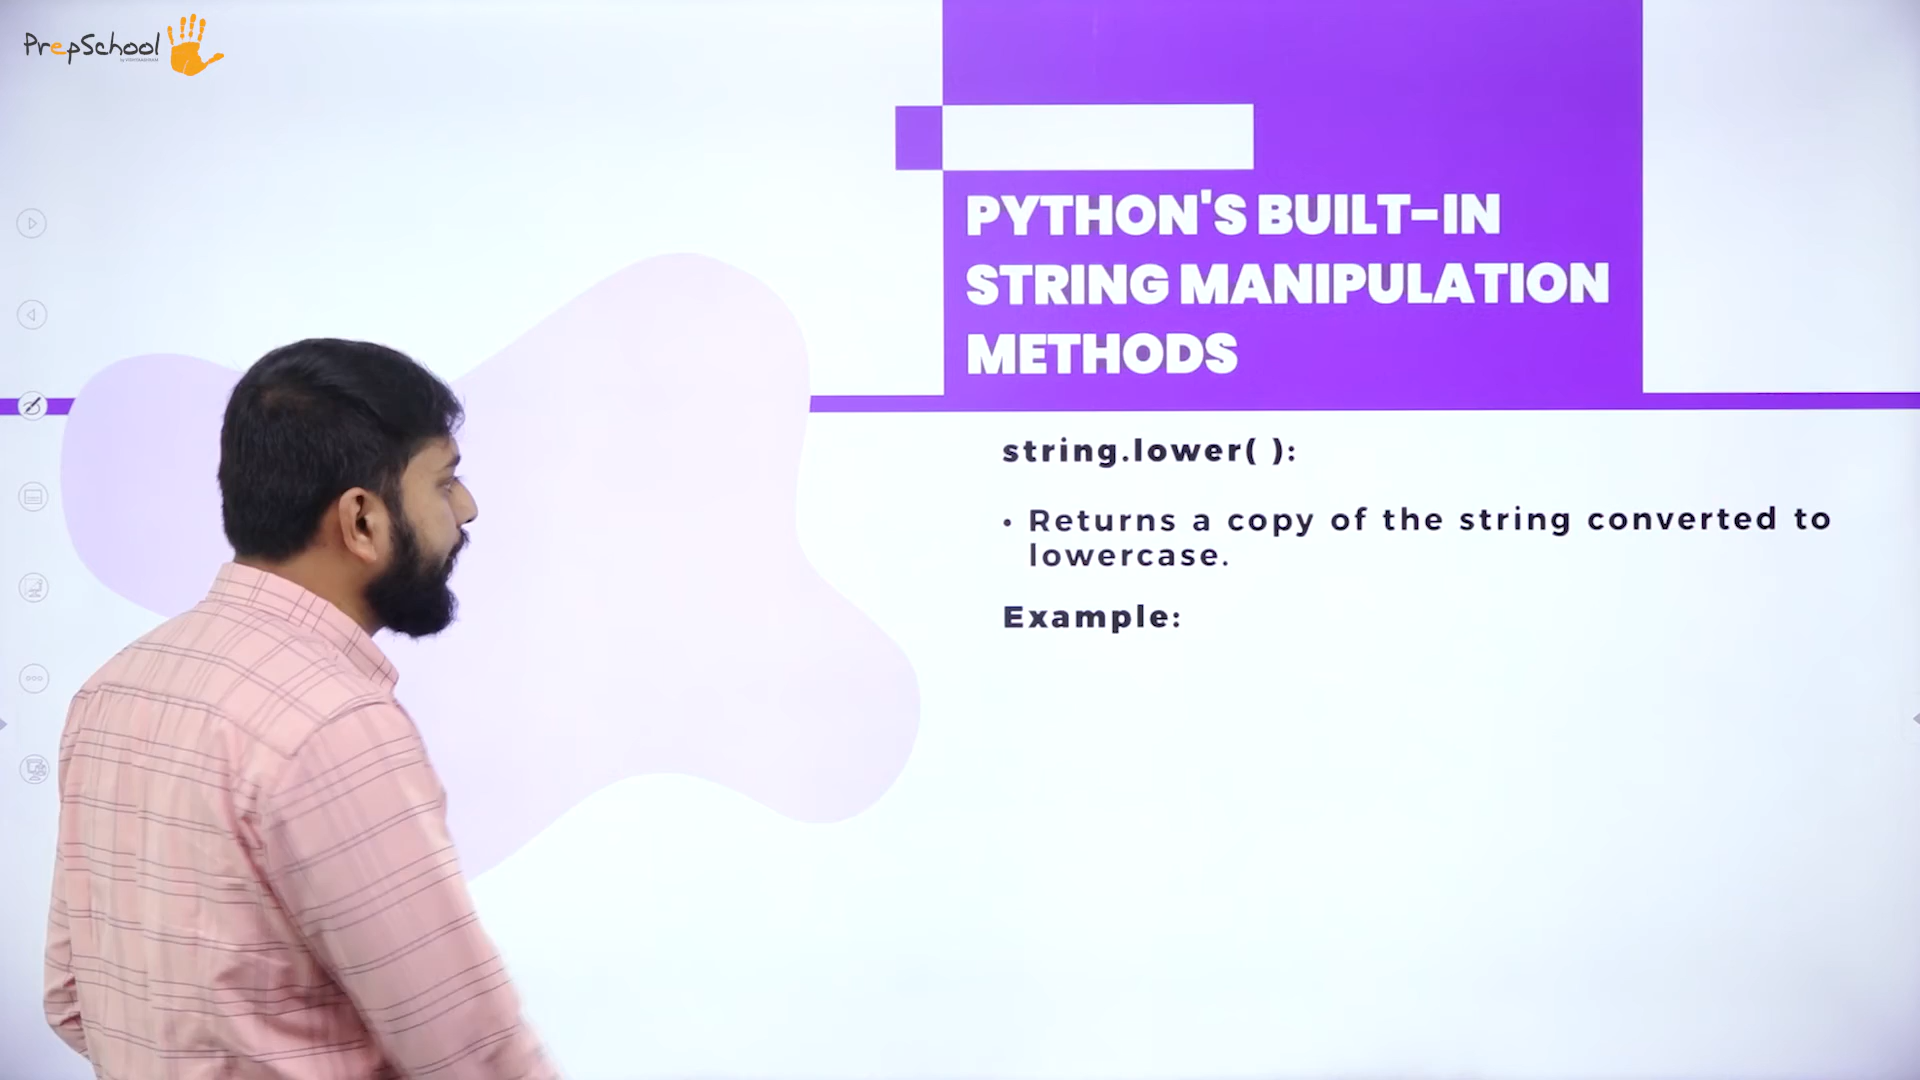 PrepSchool
PYTHON'S BUILT-IN
STRING MANIPULATION
METHODS
string.lower( ):
• Returns a copy of the string converted to
lowercase.
Example: